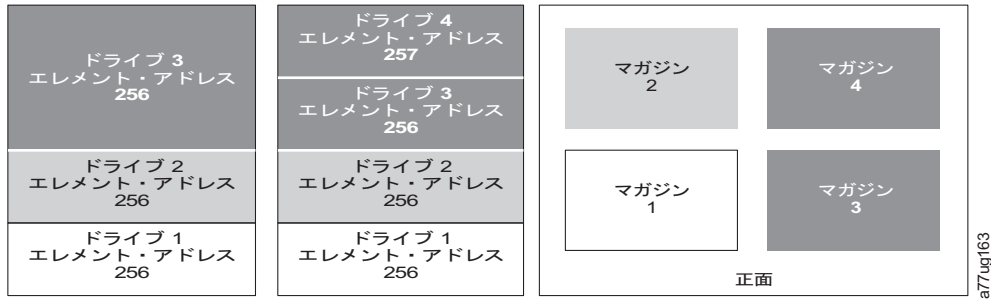 ドライブ 3
エレメント・アドレス
256
ドライブ 2
エレメント・アドレス
256
ドライブ 1
エレメント・アドレス
256
ドライブ 4
エレメント・アドレス
257
ドライブ 3
エレメント・アドレス
256
ドライブ 2
エレメント・アドレス
256
ドライブ 1
エレメント・アドレス
256
マガジン
2
マガジン
4
マガジン
1
マガジン
3
正面
a77ug163